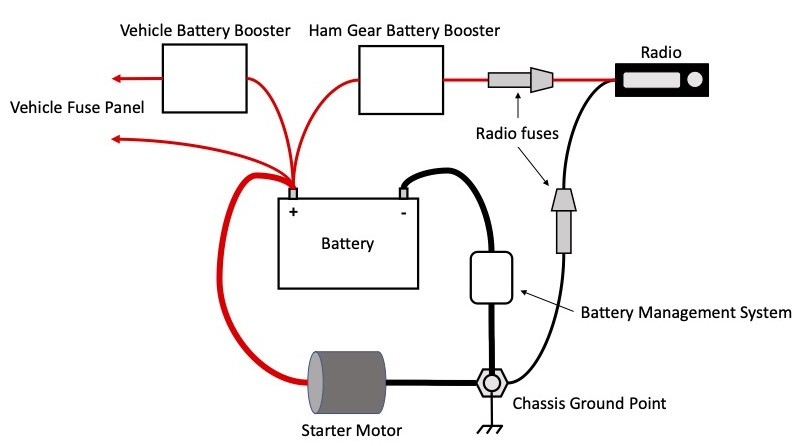 Vehicle Battery Booster
Ham Gear Battery Booster
Radio
Vehicle Fuse Panel
Radio fuses
+
-
Battery
Battery Management System
Chassis Ground Point
Starter Motor